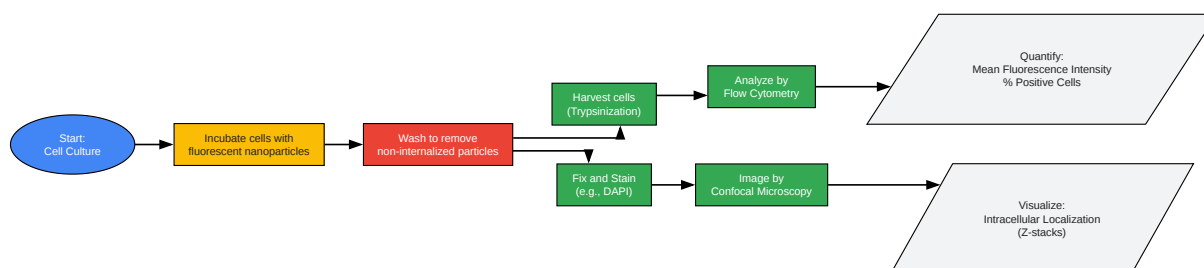 Start:
Cell Culture
Incubate cells with
fluorescent nanoparticles
Wash to remove
non-internalized particles
Harvest cells
(Trypsinization)
Analyze by
Flow Cytometry
Quantify:
Mean Fluorescence Intensity
% Positive Cells
Fix and Stain
(e.g., DAPI)
Image by
Confocal Microscopy
Visualize:
Intracellular Localization
(Z-stacks)